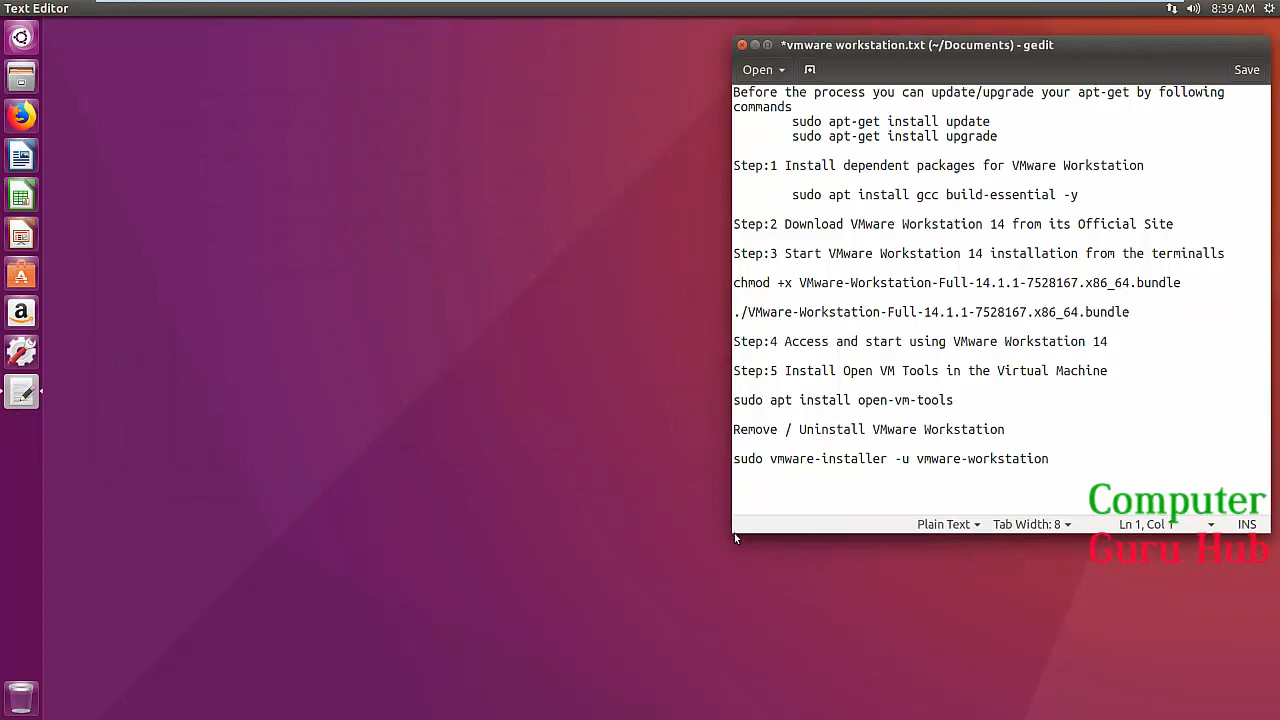 Text Editor
8:39 AM
*vmware workstation.txt (~/Documents) - gedit
Open
Save
Before the process you can update/upgrade your apt-get by following
commands
sudo apt-get install update
sudo apt-get install upgrade
Step:1 Install dependent packages for VMware Workstation
sudo apt install gcc build-essential -y
Step:2 Download VMware Workstation 14 from its Official Site
Step:3 Start VMware Workstation 14 installation from the terminalls
chmod +x VMware-Workstation-Full-14.1.1-7528167.x86_64.bundle
./VMware-Workstation-Full-14.1.1-7528167.x86_64.bundle
Step:4 Access and start using VMware Workstation 14
Step:5 Install Open VM Tools in the Virtual Machine
sudo apt install open-vm-tools
Remove / Uninstall VMware Workstation
sudo vmware-installer -u vmware-workstation
Computer
Guru Hub
Plain Text
Tab Width: 8
Ln 1, Col 1
INS